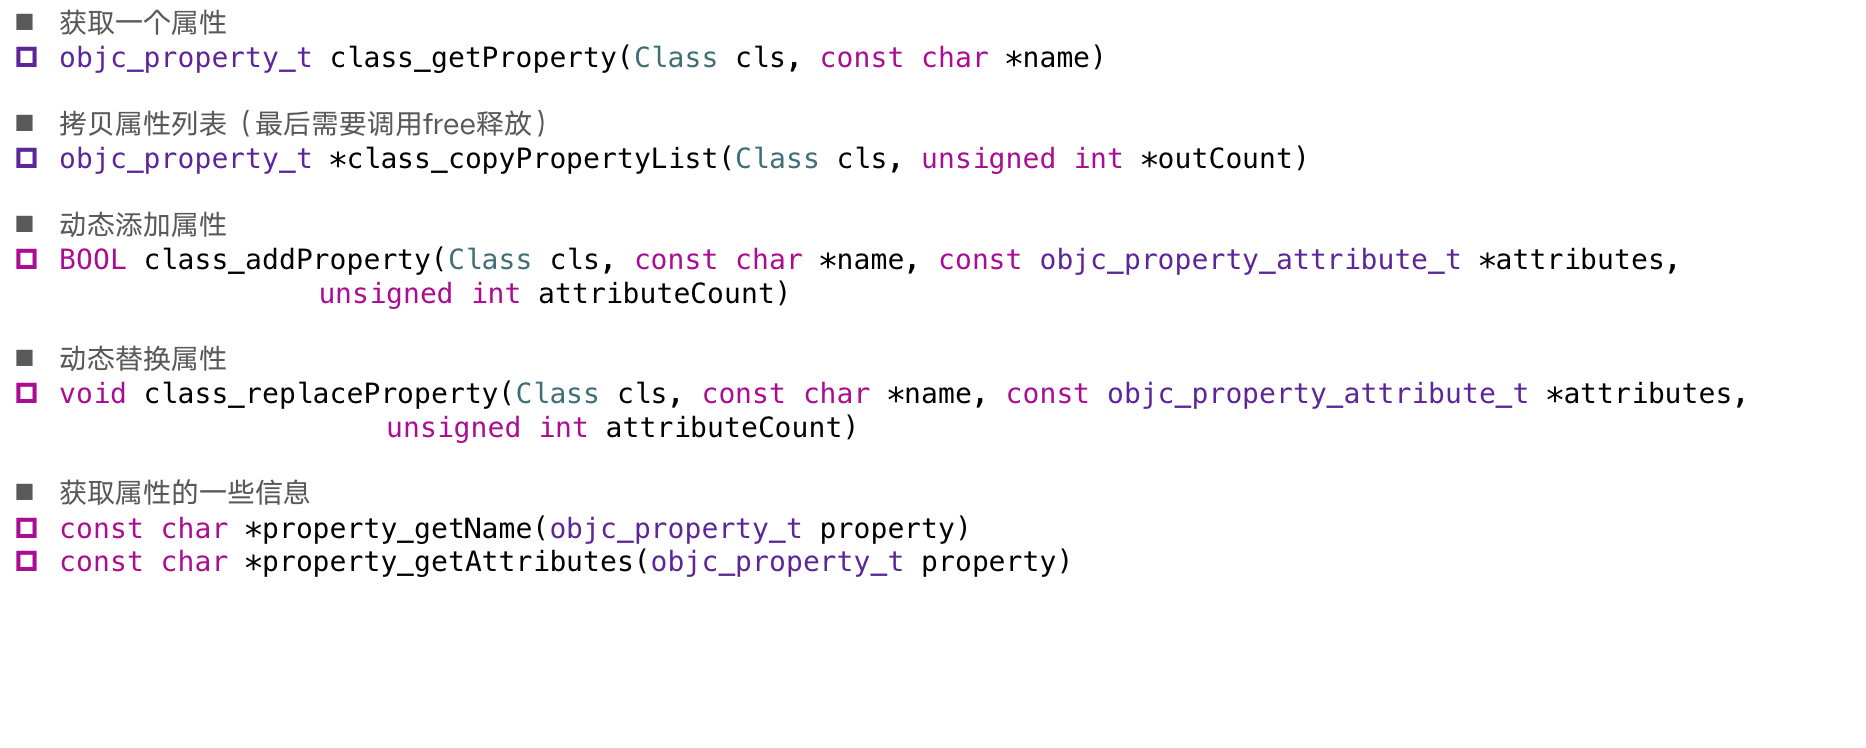 获取一个属性
objc_property_t class_getProperty(Class cls, const char *name)
拷贝属性列表（最后需要调用free释放）
objc_property_t *class_copyPropertyList(Class cls, unsigned int *outCount)
动态添加属性
BOOL class_addProperty(Class cls, const char *name, const objc_property_attribute_t *attributes,
unsigned int attributeCount)
动态替换属性
void class_replaceProperty(Class cls, const char *name, const objc_property_attribute_t *attributes,
unsigned int attributeCount)
获取属性的一些信息
const char *property_getName(objc_property_t property)
const char *property_getAttributes(objc_property_t property)